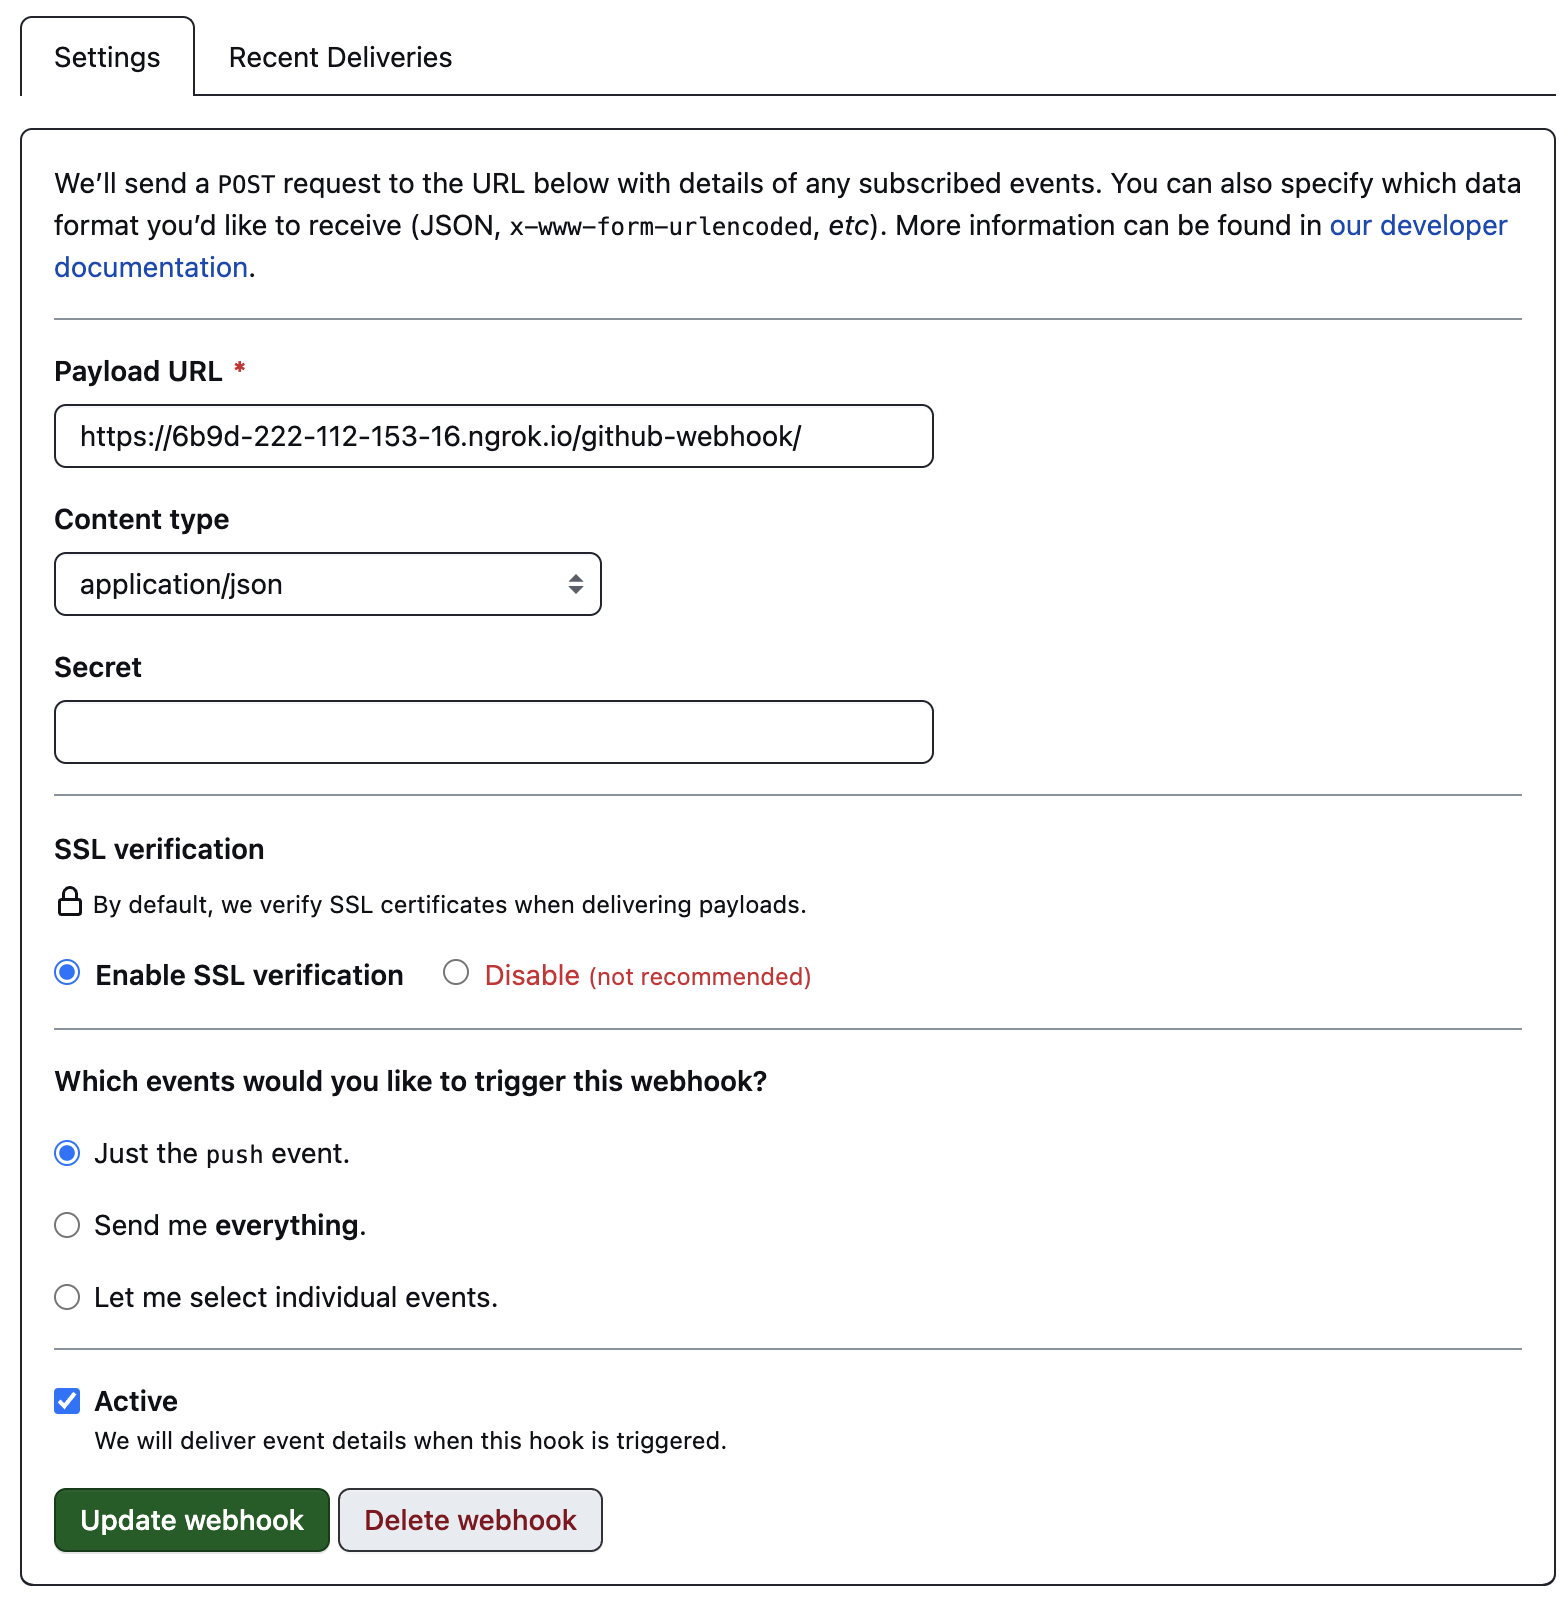 Settings
Recent Deliveries
We’ll send a POST request to the URL below with details of any subscribed events. You can also specify which data
format you’d like to receive (JSON, x-www-form-urlencoded, etc). More information can be found in our developer
documentation.
Payload URL *
https://6b9d-222-112-153-16.ngrok.io/github-webhook/
Content type
application/json
Secret
SSL verification
By default, we verify SSL certificates when delivering payloads.
Enable SSL verification
Disable (not recommended)
Which events would you like to trigger this webhook?
Just the push event.
Send me everything.
Let me select individual events.
Active
We will deliver event details when this hook is triggered.
Update webhook
Delete webhook